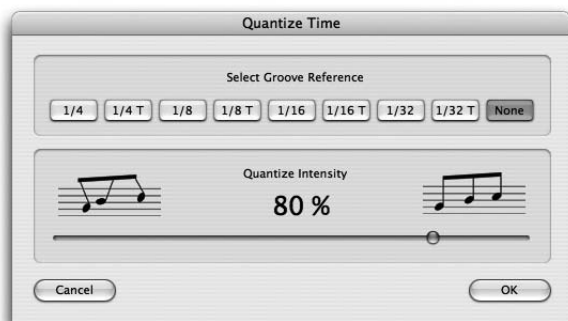 Quantize Time
Select Groove Reference
1/4 1/4 T 1/8 1/8 T 1/16 1/16 T 1/32 1/32 T None
Quantize Intensity
80 %
Cancel OK